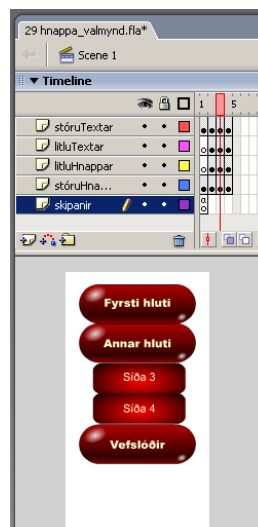 29 hnappa_valmynd.fla*
Scene 1
Timeline
1 5
stóruTextar
litluTextar
litluHnappar
stóruHna...
skipanir
a
Fyrsti hluti
Annar hluti
Síða 3
Síða 4
Vefslóðir